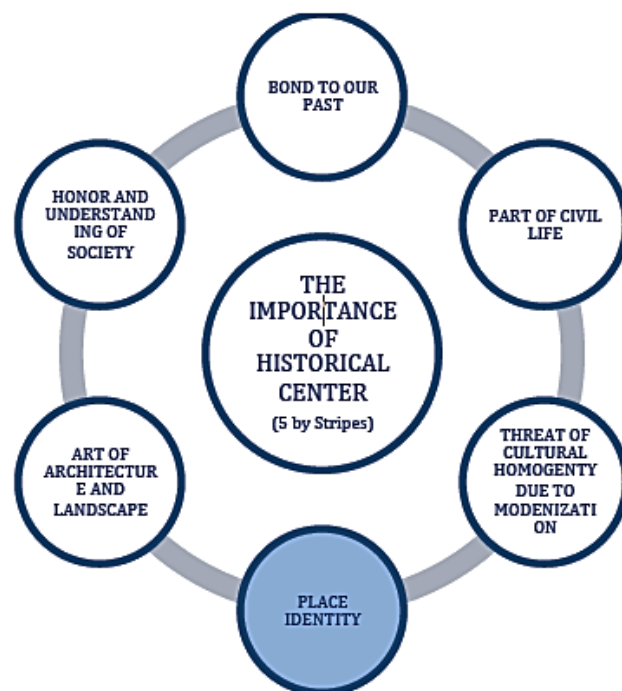 BOND TO OUR
PAST
HONOR AND
UNDERSTAND
ING OF
SOCIETY
PART OF CIVIL
LIFE
THE
IMPORTANCE
OF
HISTORICAL
CENTER
(5 by Stripes)
ART OF
ARCHITECTUR
E AND
LANDSCAPE
THREAT OF
CULTURAL
HOMOGENTY
DUE TO
MODENIZATI
ON
PLACE
IDENTITY